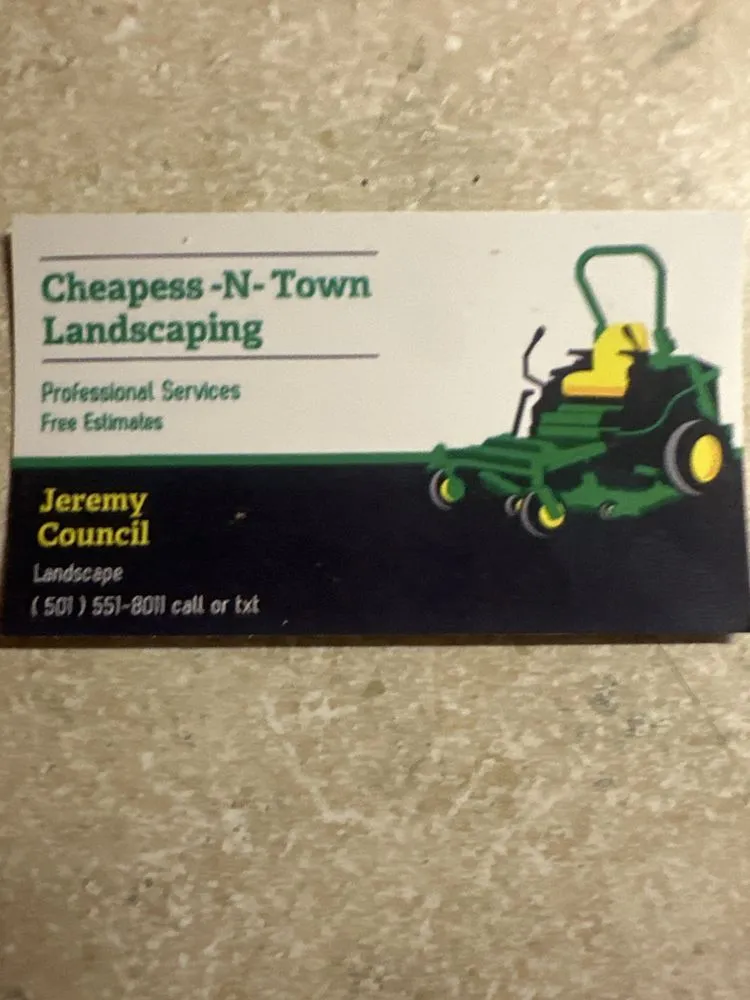 Cheapess -N- Town
Landscaping
Professional Services
Free Estimates
Jeremy
Council
Landscape
( 501 ) 551-8011 call or txt